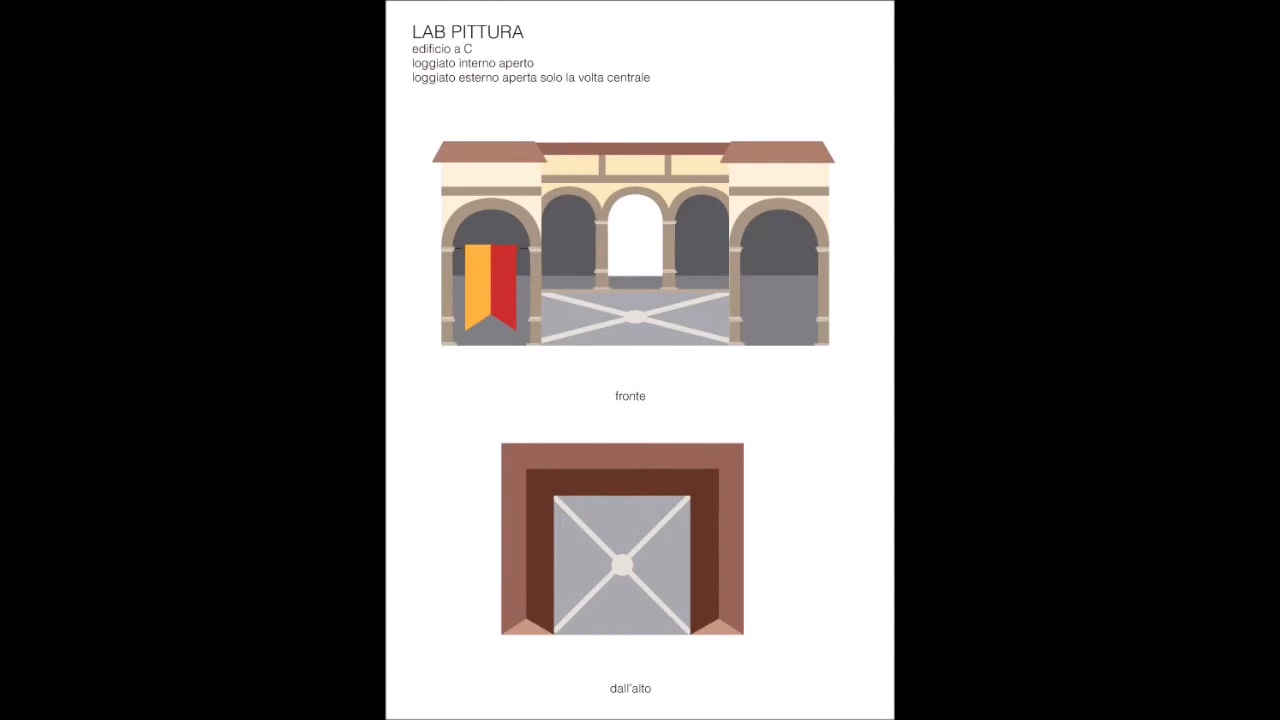 LAB PITTURA
edificio a C
loggiato interno aperto
loggiato esterno aperta solo la volta centrale
fronte
dall'alto